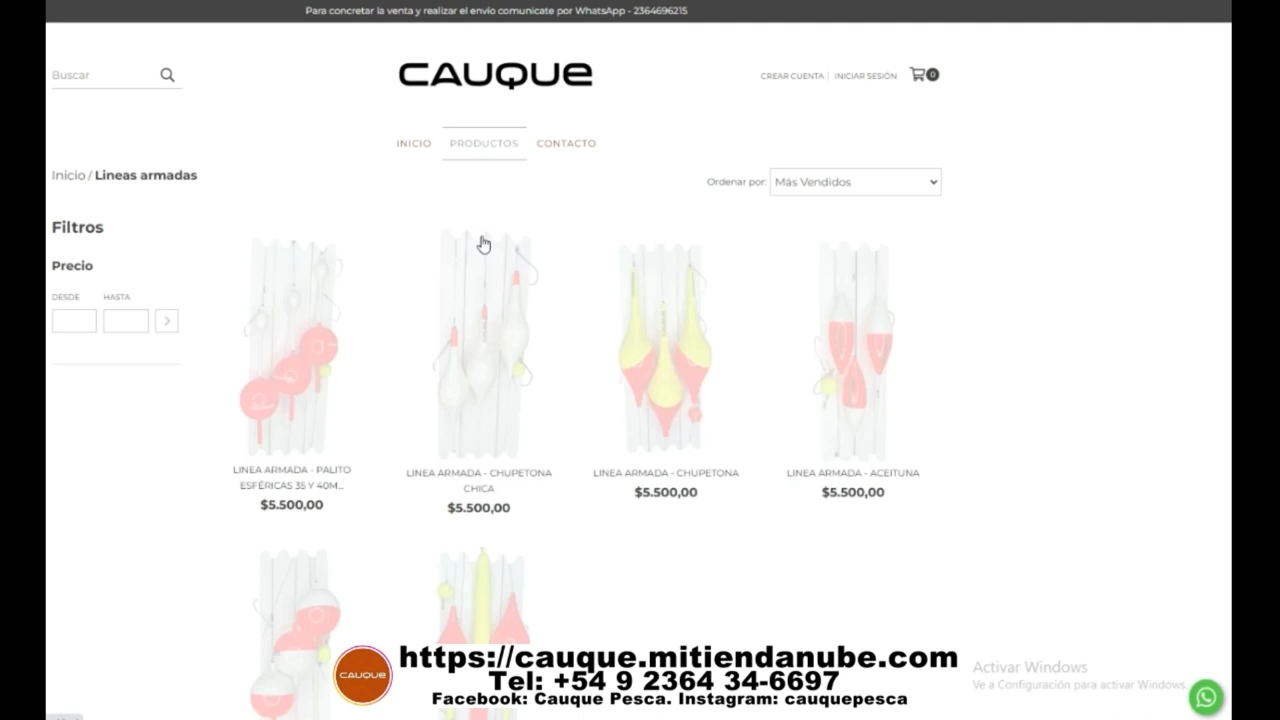 Para concretar la venta y realizar el envío comunicate por WhatsApp - 2364696215
Buscar
CAUQUE
CREAR CUENTA | INICIAR SESIÓN
0
INICIO
PRODUCTOS
CONTACTO
Inicio / Lineas armadas
Ordenar por: Más Vendidos
Filtros
Precio
DESDE
HASTA
LINEA ARMADA - PALITO
ESFÉRICAS 35 Y 40M...
$5.500,00
LINEA ARMADA - CHUPETONA
CHICA
$5.500,00
LINEA ARMADA - CHUPETONA
$5.500,00
LINEA ARMADA - ACEITUNA
$5.500,00
CAUQUE
https://cauque.mitiendanube.com
Tel: +54 9 2364 34-6697
Facebook: Cauque Pesca. Instagram: cauquepesca
Activar Windows
Ve a Configuración para activar Windows.